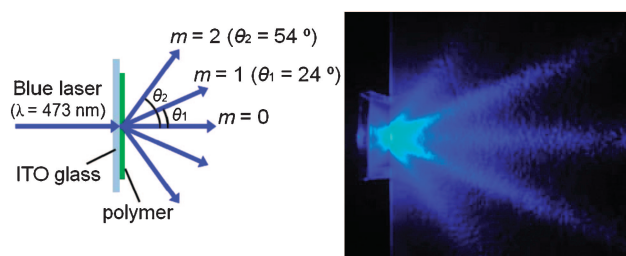 m = 2 (θ2 = 54 º)
m = 1 (θ1 = 24 º)
Blue laser
(λ = 473 nm)
θ2
θ1
m = 0
ITO glass
polymer